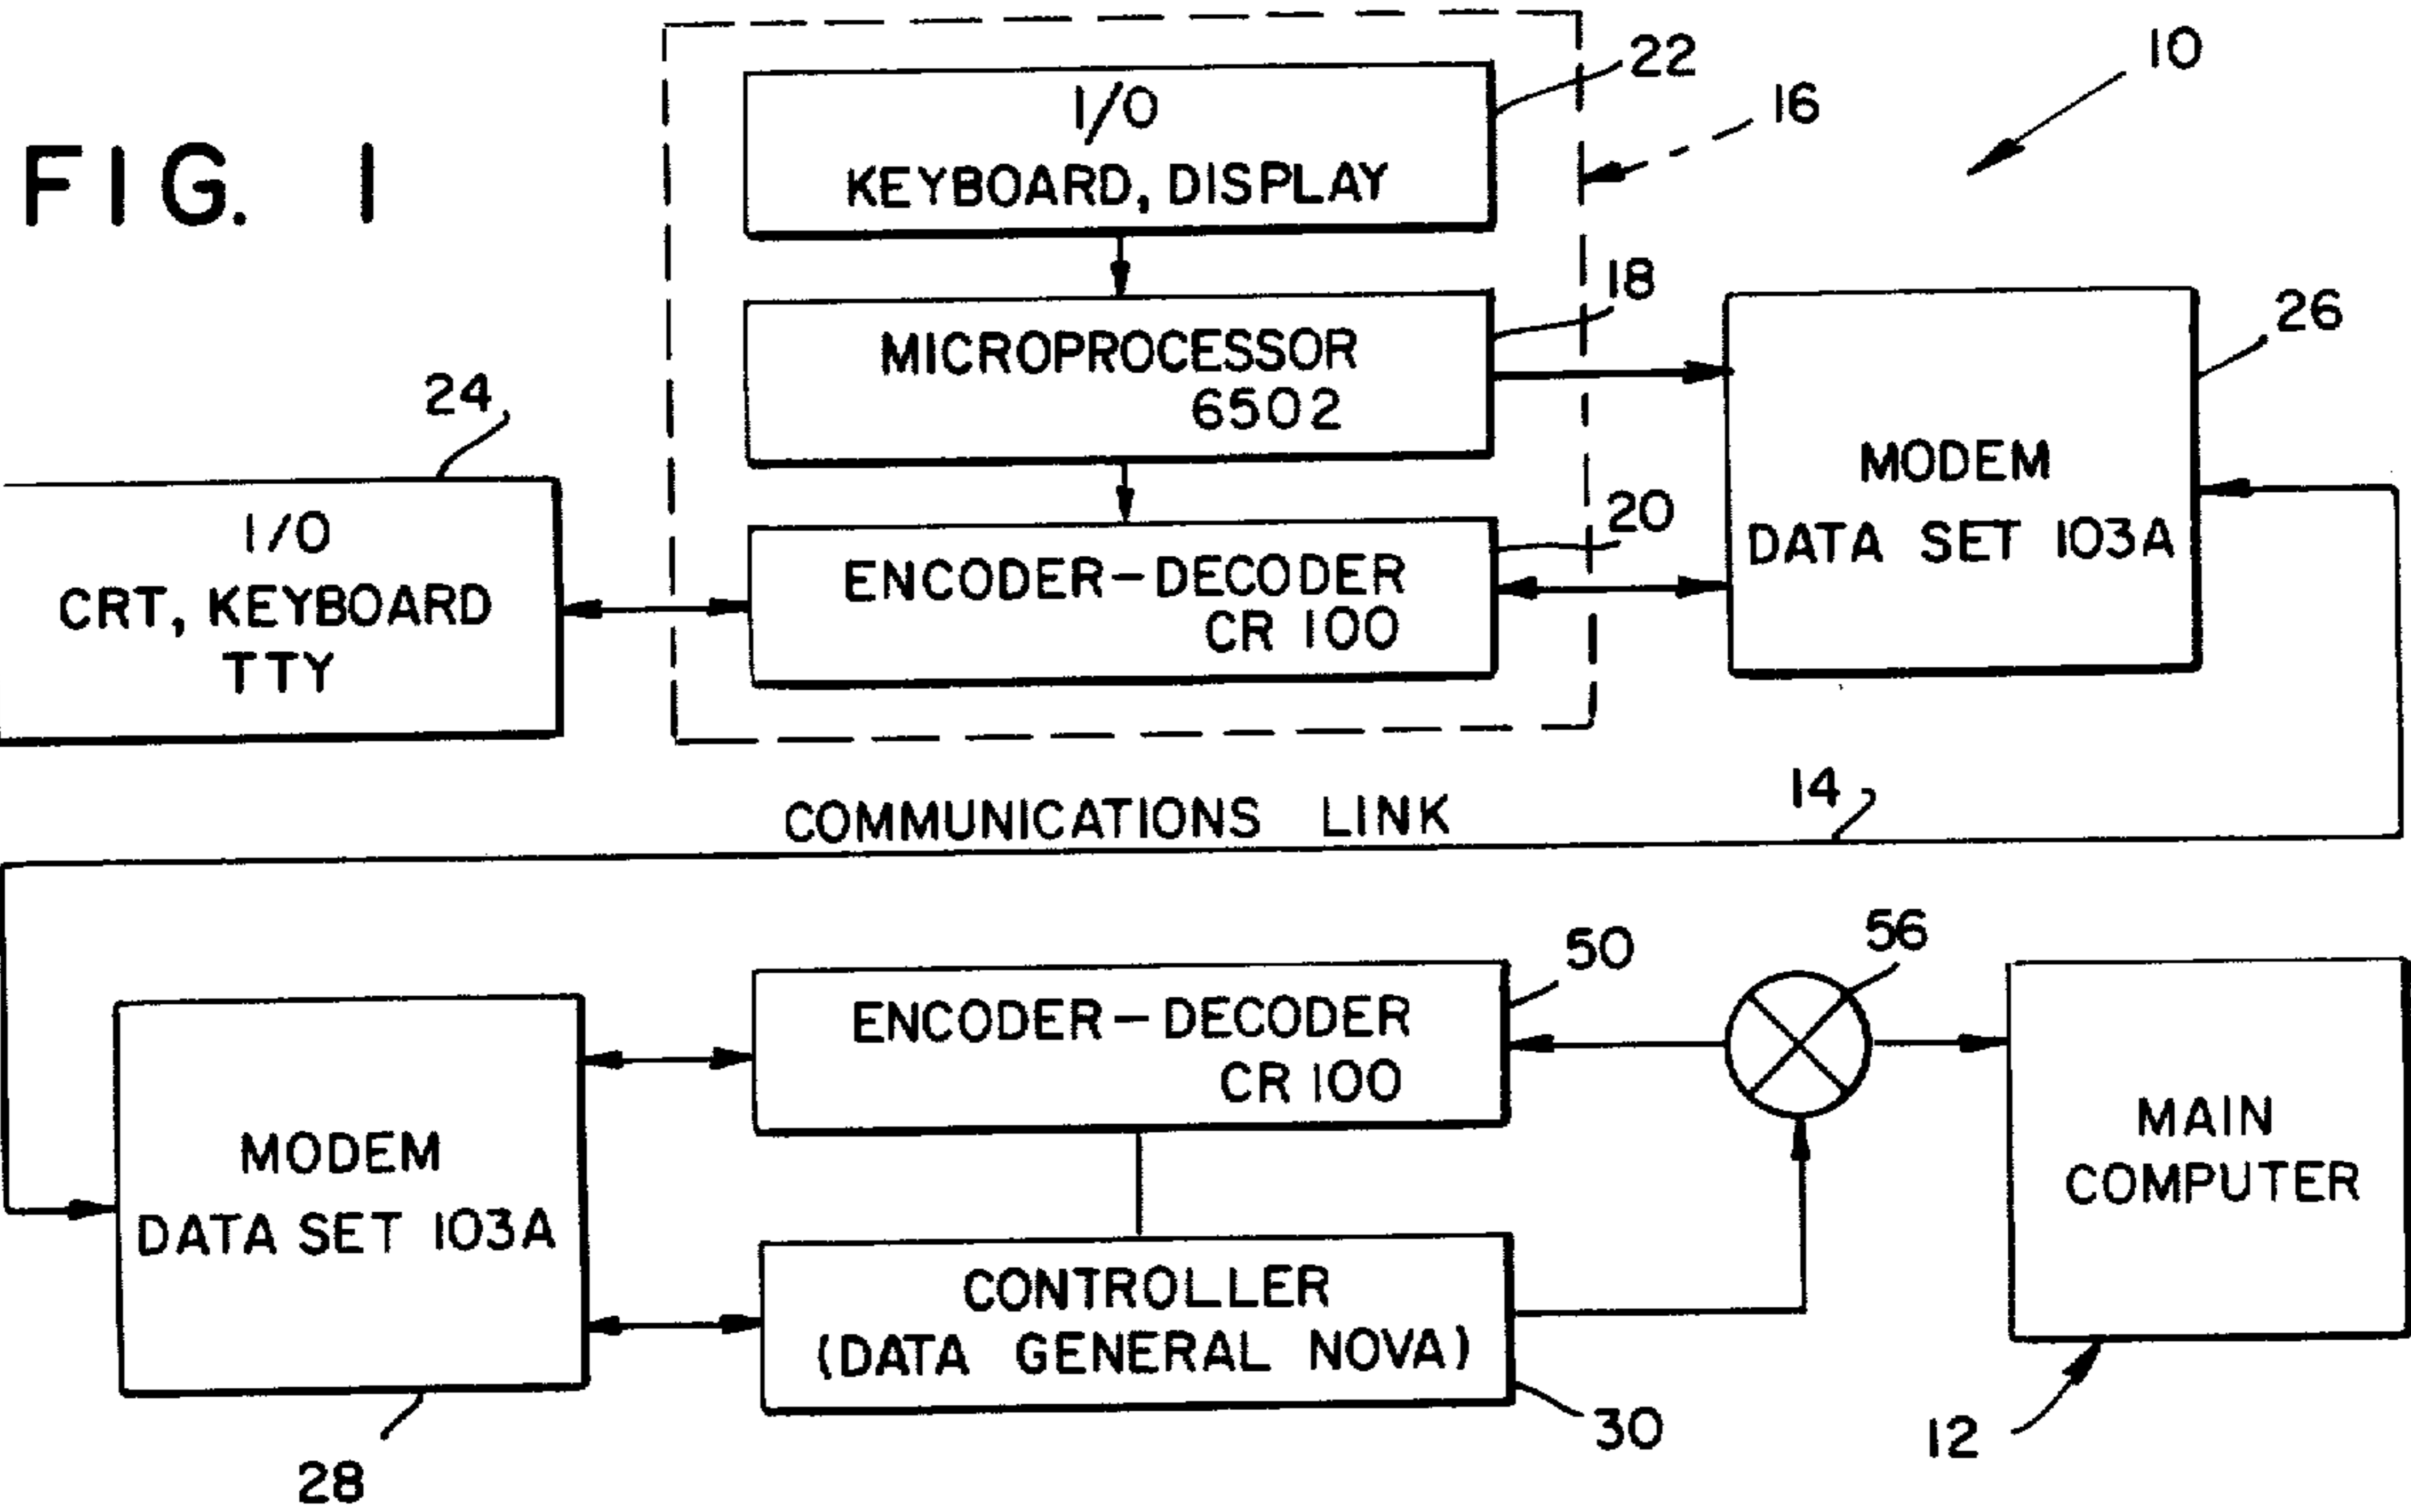 FIG. 1
10
16
22
I/O
KEYBOARD, DISPLAY
18
MICROPROCESSOR
6502
26
MODEM
DATA SET 103A
24
I/O
CRT, KEYBOARD
TTY
20
ENCODER-DECODER
CR 100
COMMUNICATIONS LINK
14
50
ENCODER-DECODER
CR 100
56
MAIN
COMPUTER
12
MODEM
DATA SET 103A
28
CONTROLLER
(DATA GENERAL NOVA)
30